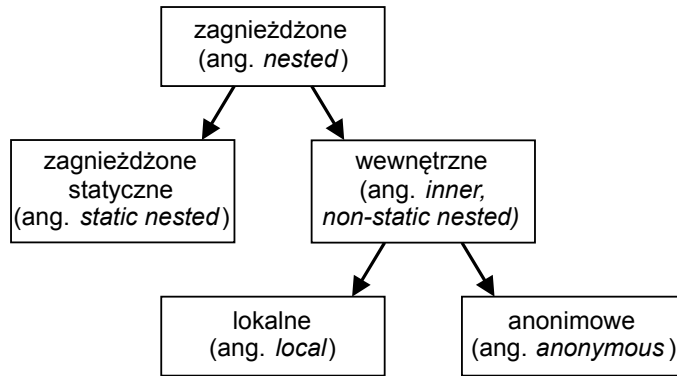 zagnieżdżone
(ang. nested)
zagnieżdżone
statyczne
(ang. static nested)
wewnętrzne
(ang. inner,
non-static nested)
lokalne
(ang. local)
anonimowe
(ang. anonymous)